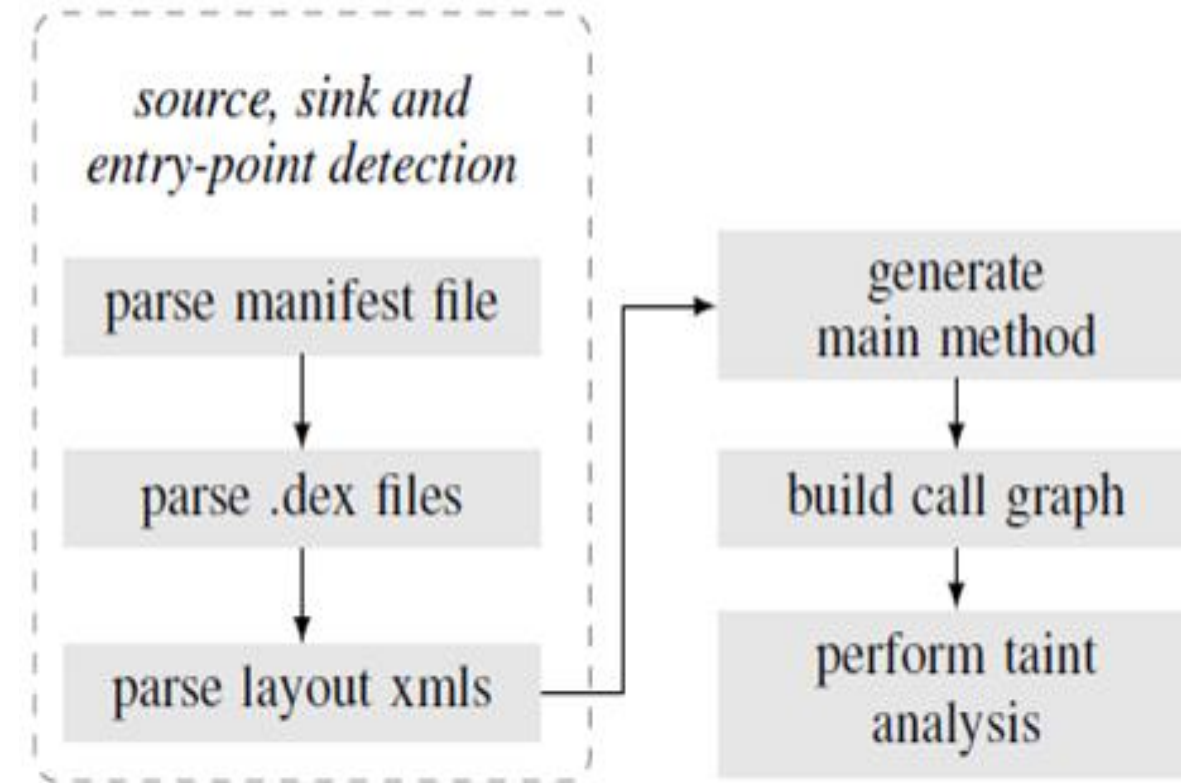 source, sink and
entry-point detection
parse manifest file
parse .dex files
parse layout xmls
generate
main method
build call graph
perform taint
analysis